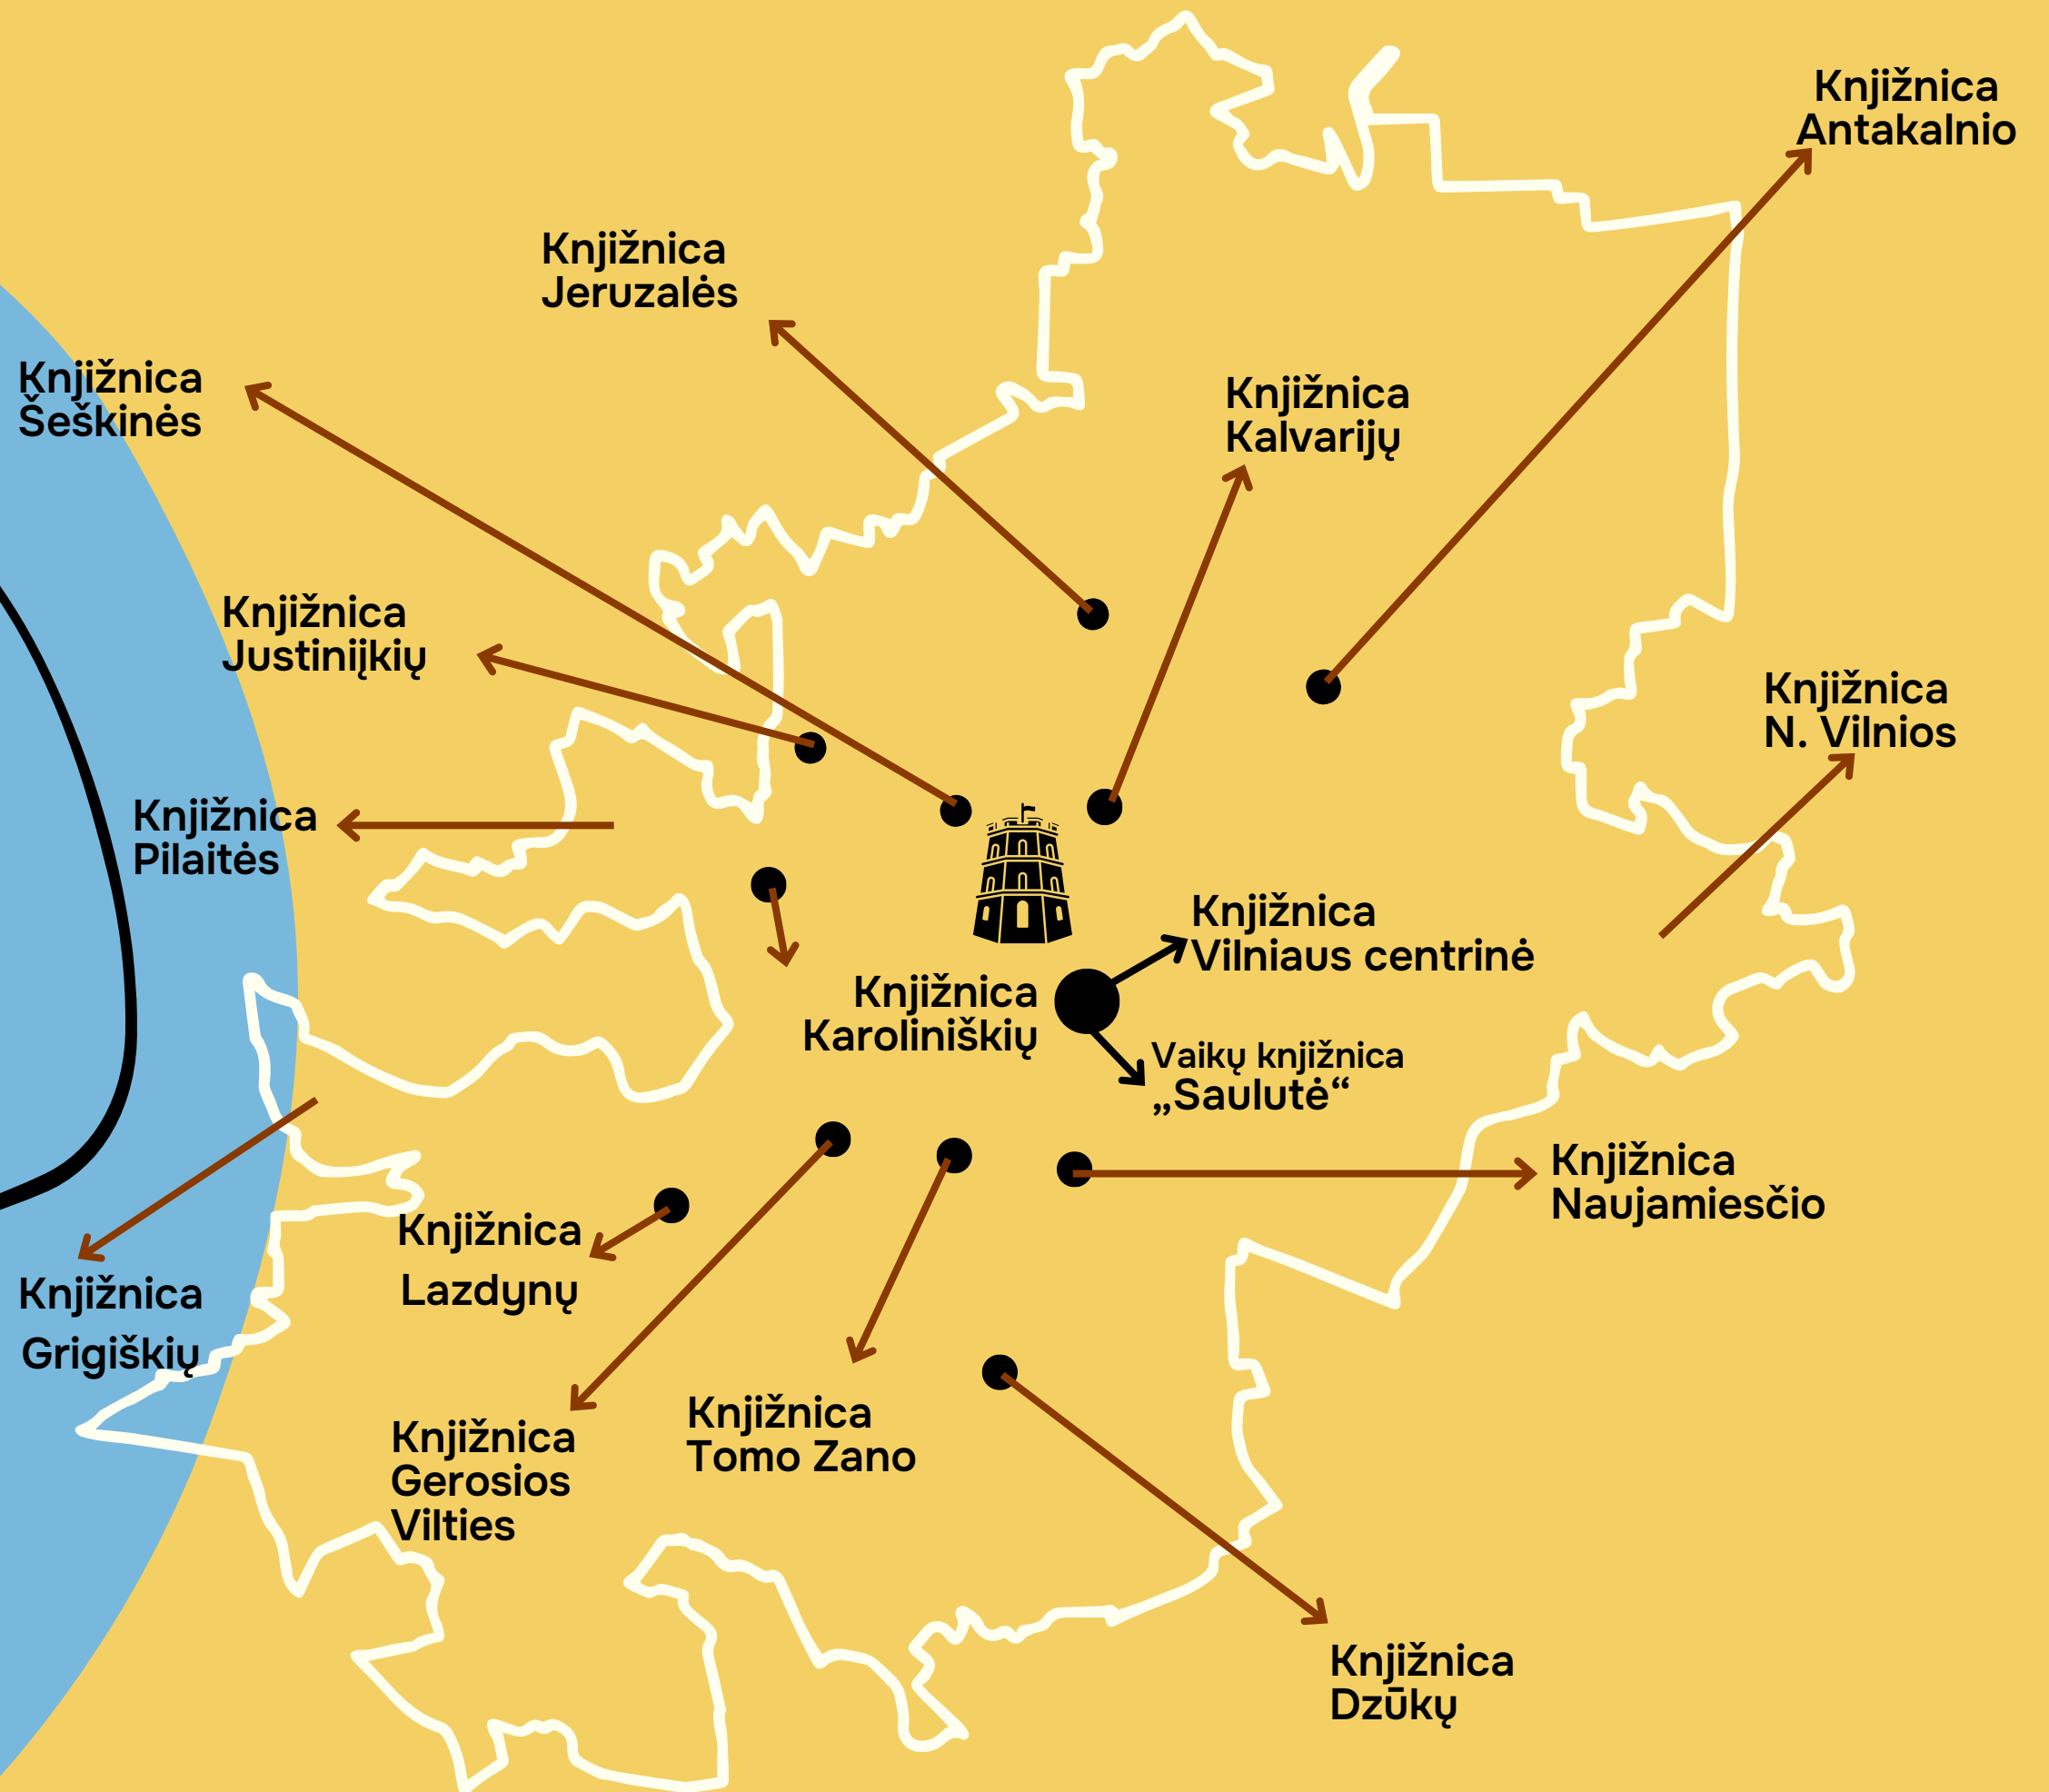 Knjižnica
Antakalnio
Knjižnica
Jeruzalės
Knjižnica
Šeškinės
Knjižnica
Kalvarijų
Knjižnica
Justiniįkių
Knjižnica
N. Vilnios
Knjižnica
Pilaitės
Knjižnica
Vilniaus centrinė
Knjižnica
Karoliniškių
Vaikų knjižnica
„Saulutė“
Knjižnica
Naujamiesčio
Knjižnica
Lazdynų
Knjižnica
Grigiškių
Knjižnica
Gerosios
Vilties
Knjižnica
Tomo Zano
Knjižnica
Dzūkų